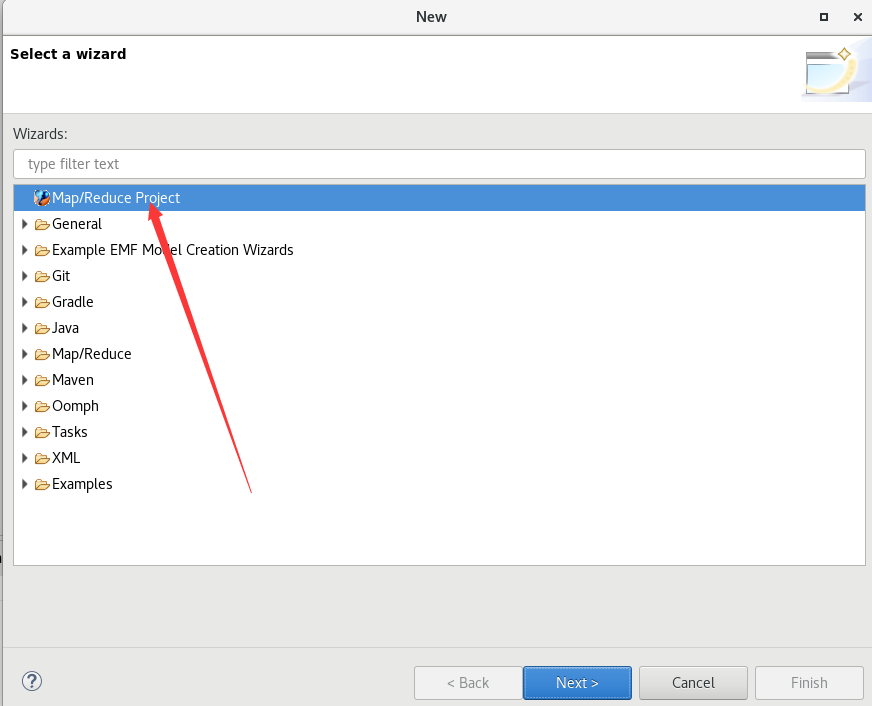 New
Select a wizard
Wizards:
type filter text
Map/Reduce Project
General
Example EMF Model Creation Wizards
Git
Gradle
Java
Map/Reduce
Maven
Oomph
Tasks
XML
Examples
? < Back Next > Cancel Finish